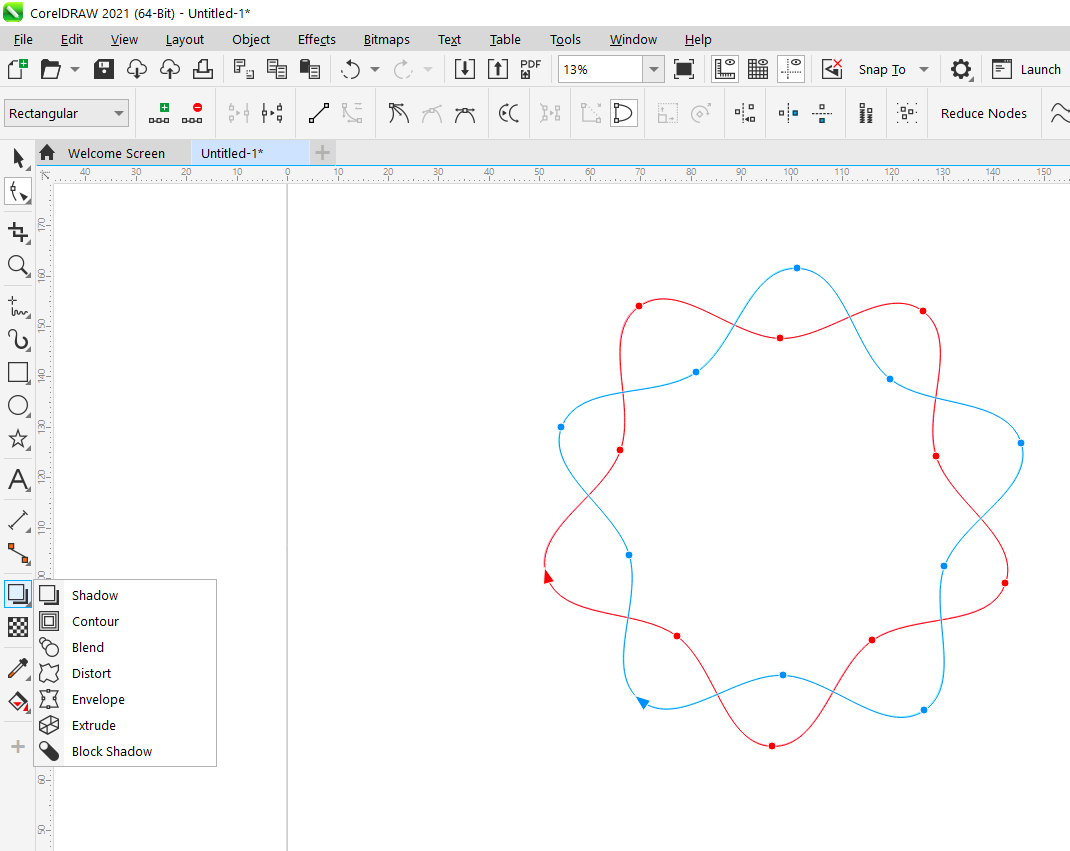 CorelDRAW 2021 (64-Bit) - Untitled-1*
File Edit View Layout Object Effects Bitmaps Text Table Tools Window Help
PDF 13% Snap To Launch
Rectangular Reduce Nodes
Welcome Screen Untitled-1*
40 30 20 10 0 10 20 30 40 50 60 70 80 90 100 110 120 130 140 150
170
160
150
140
130
120
110
Shadow
Contour
Blend
Distort
Envelope
Extrude
Block Shadow
60
50